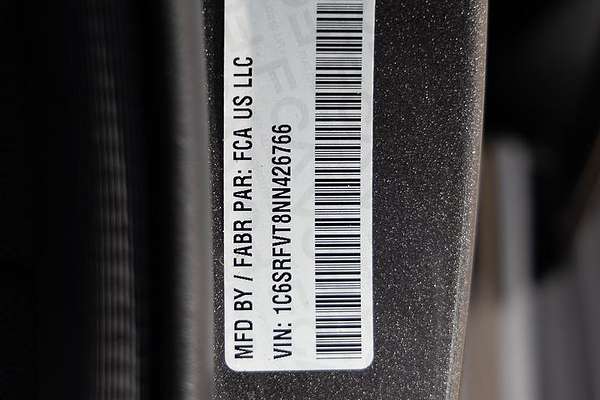 MFD BY / FABR PAR: FCA US LLC
VIN: 1C6SRFVT8NN426766